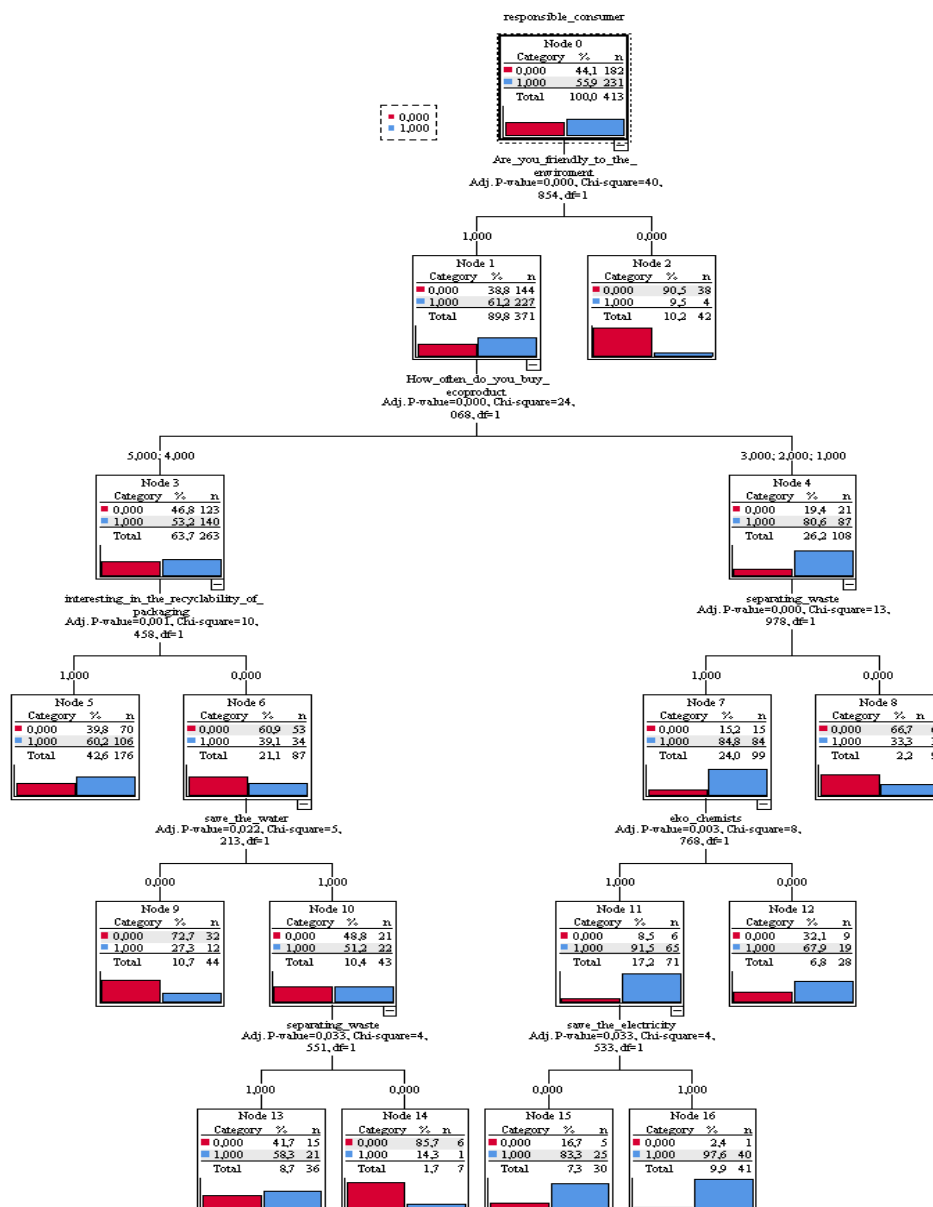 responsible_consumer
Node 0
Category % n
0,000 44,1 182
1,000 55,9 231
Total 100,0 413
0,000
1,000
Are_you_friendly_to_the_
enviroment
Adj. P-value=0,000, Chi-square=40,
854, df=1
1,000
0,000
Node 1
Category % n
0,000 38,8 144
1,000 61,2 227
Total 89,8 371
Node 2
Category % n
0,000 90,5 38
1,000 9,5 4
Total 10,2 42
How_often_do_you_buy_
ecoproduct
Adj. P-value=0,000, Chi-square=24,
068, df=1
5,000; 4,000
3,000; 2,000; 1,000
Node 3
Category % n
0,000 46,8 123
1,000 53,2 140
Total 63,7 263
Node 4
Category % n
0,000 19,4 21
1,000 80,6 87
Total 26,2 108
interesting_in_the_recyclability_of_
packaging
Adj. P-value=0,001, Chi-square=10,
458, df=1
separating_waste
Adj. P-value=0,000, Chi-square=13,
978, df=1
1,000
0,000
1,000
0,000
Node 5
Category % n
0,000 39,8 70
1,000 60,2 106
Total 42,6 176
Node 6
Category % n
0,000 60,9 53
1,000 39,1 34
Total 21,1 87
Node 7
Category % n
0,000 15,2 15
1,000 84,8 84
Total 24,0 99
Node 8
Category % n
0,000 66,7
1,000 33,3
Total 2,2
save_the_water
Adj. P-value=0,022, Chi-square=5,
213, df=1
eko_chemists
Adj. P-value=0,003, Chi-square=8,
768, df=1
0,000
1,000
1,000
0,000
Node 9
Category % n
0,000 72,7 32
1,000 27,3 12
Total 10,7 44
Node 10
Category % n
0,000 48,8 21
1,000 51,2 22
Total 10,4 43
Node 11
Category % n
0,000 8,5 6
1,000 91,5 65
Total 17,2 71
Node 12
Category % n
0,000 32,1 9
1,000 67,9 19
Total 6,8 28
separating_waste
Adj. P-value=0,033, Chi-square=4,
551, df=1
save_the_electricity
Adj. P-value=0,033, Chi-square=4,
533, df=1
1,000
0,000
0,000
1,000
Node 13
Category % n
0,000 41,7 15
1,000 58,3 21
Total 8,7 36
Node 14
Category % n
0,000 85,7 6
1,000 14,3 1
Total 1,7 7
Node 15
Category % n
0,000 16,7 5
1,000 83,3 25
Total 7,3 30
Node 16
Category % n
0,000 2,4 1
1,000 97,6 40
Total 9,9 41